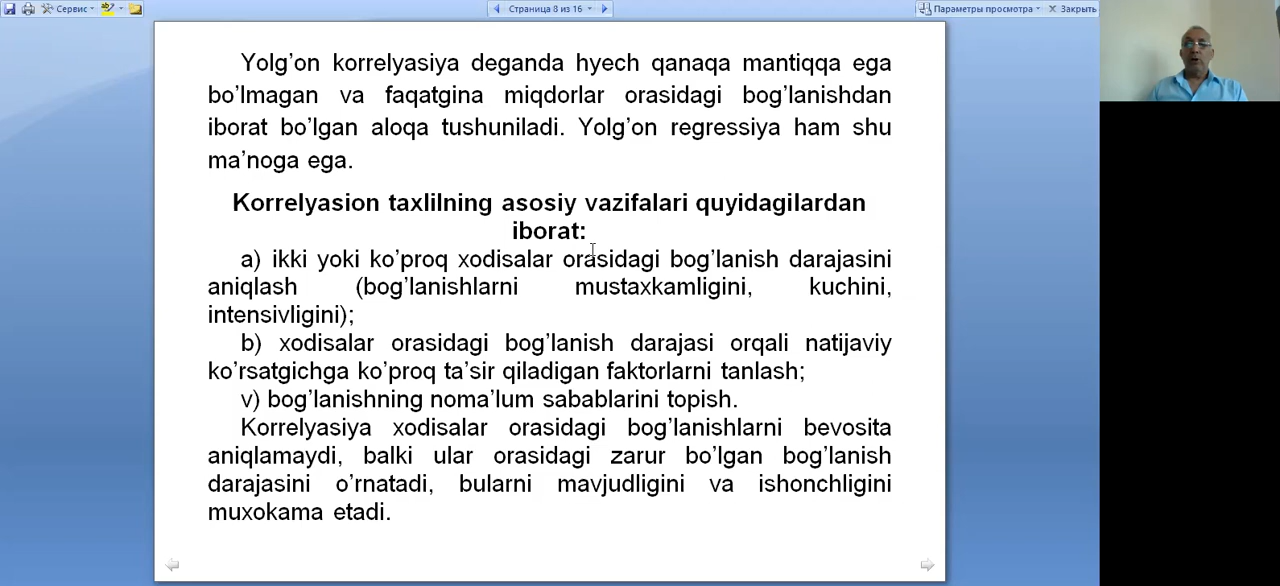 Сервис
Страница 8 из 16
Параметры просмотра
Закрыть
Yolg’on korrelyasiya deganda hyech qanaqa mantiqqa ega
bo’lmagan va faqatgina miqdorlar orasidagi bog’lanishdan
iborat bo’lgan aloqa tushuniladi. Yolg’on regressiya ham shu
ma’noga ega.
Korrelyasion taxlilning asosiy vazifalari quyidagilardan
iborat:
a) ikki yoki ko’proq xodisalar orasidagi bog’lanish darajasini
aniqlash (bog’lanishlarni mustaxkamligini, kuchini,
intensivligini);
b) xodisalar orasidagi bog’lanish darajasi orqali natijaviy
ko’rsatgichga ko’proq ta’sir qiladigan faktorlarni tanlash;
v) bog’lanishning noma’lum sabablarini topish.
Korrelyasiya xodisalar orasidagi bog’lanishlarni bevosita
aniqlamaydi, balki ular orasidagi zarur bo’lgan bog’lanish
darajasini o’rnatadi, bularni mavjudligini va ishonchligini
muxokama etadi.